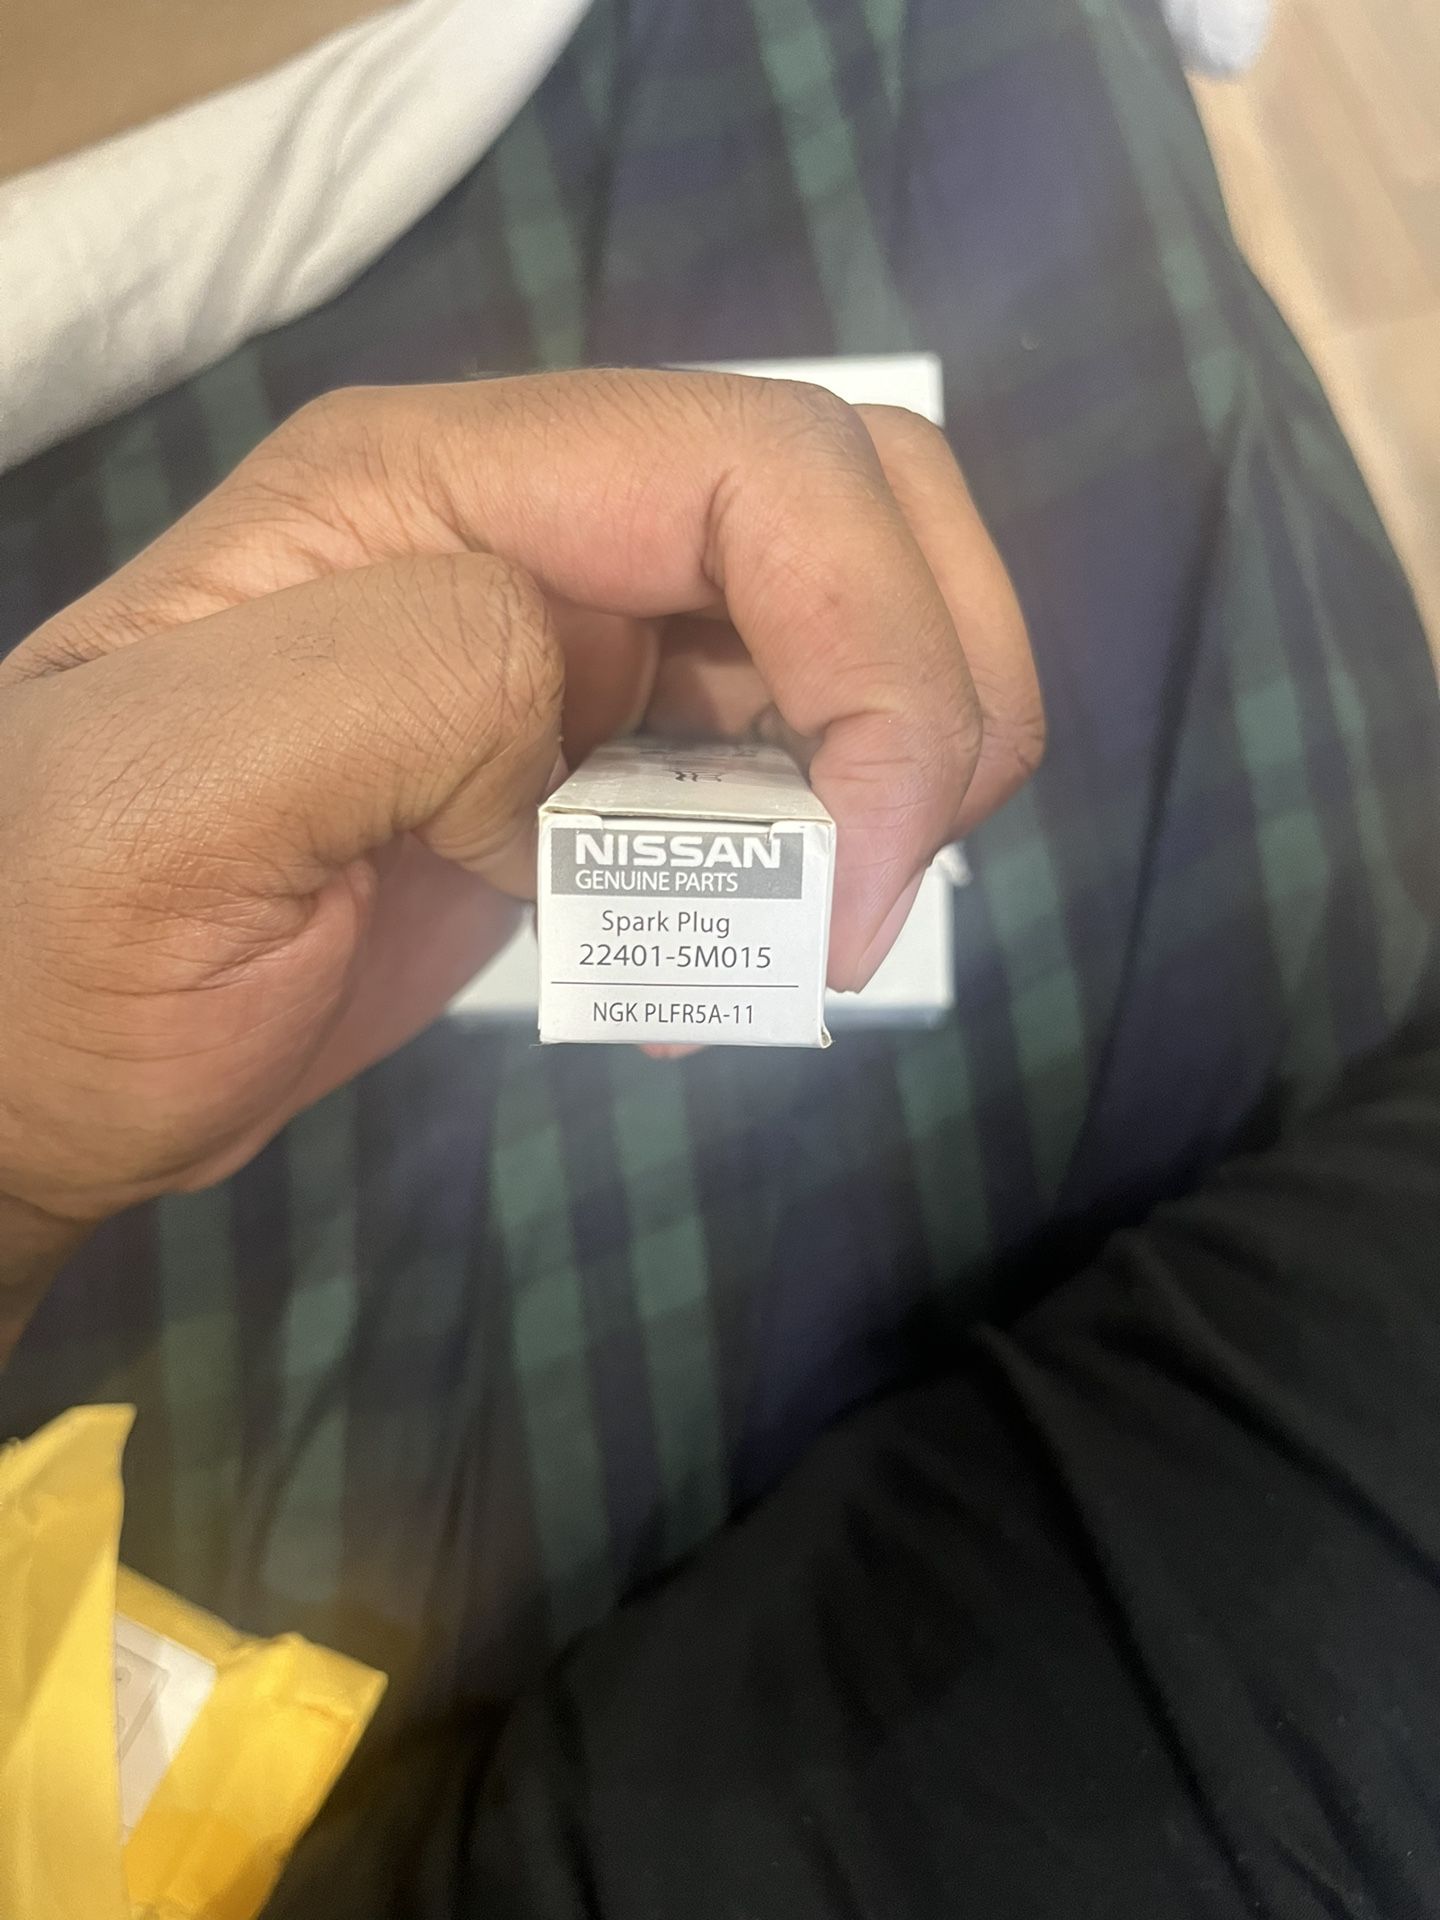 NISSAN
GENUINE PARTS
Spark Plug
22401-5M015
NGK PLFR5A-11